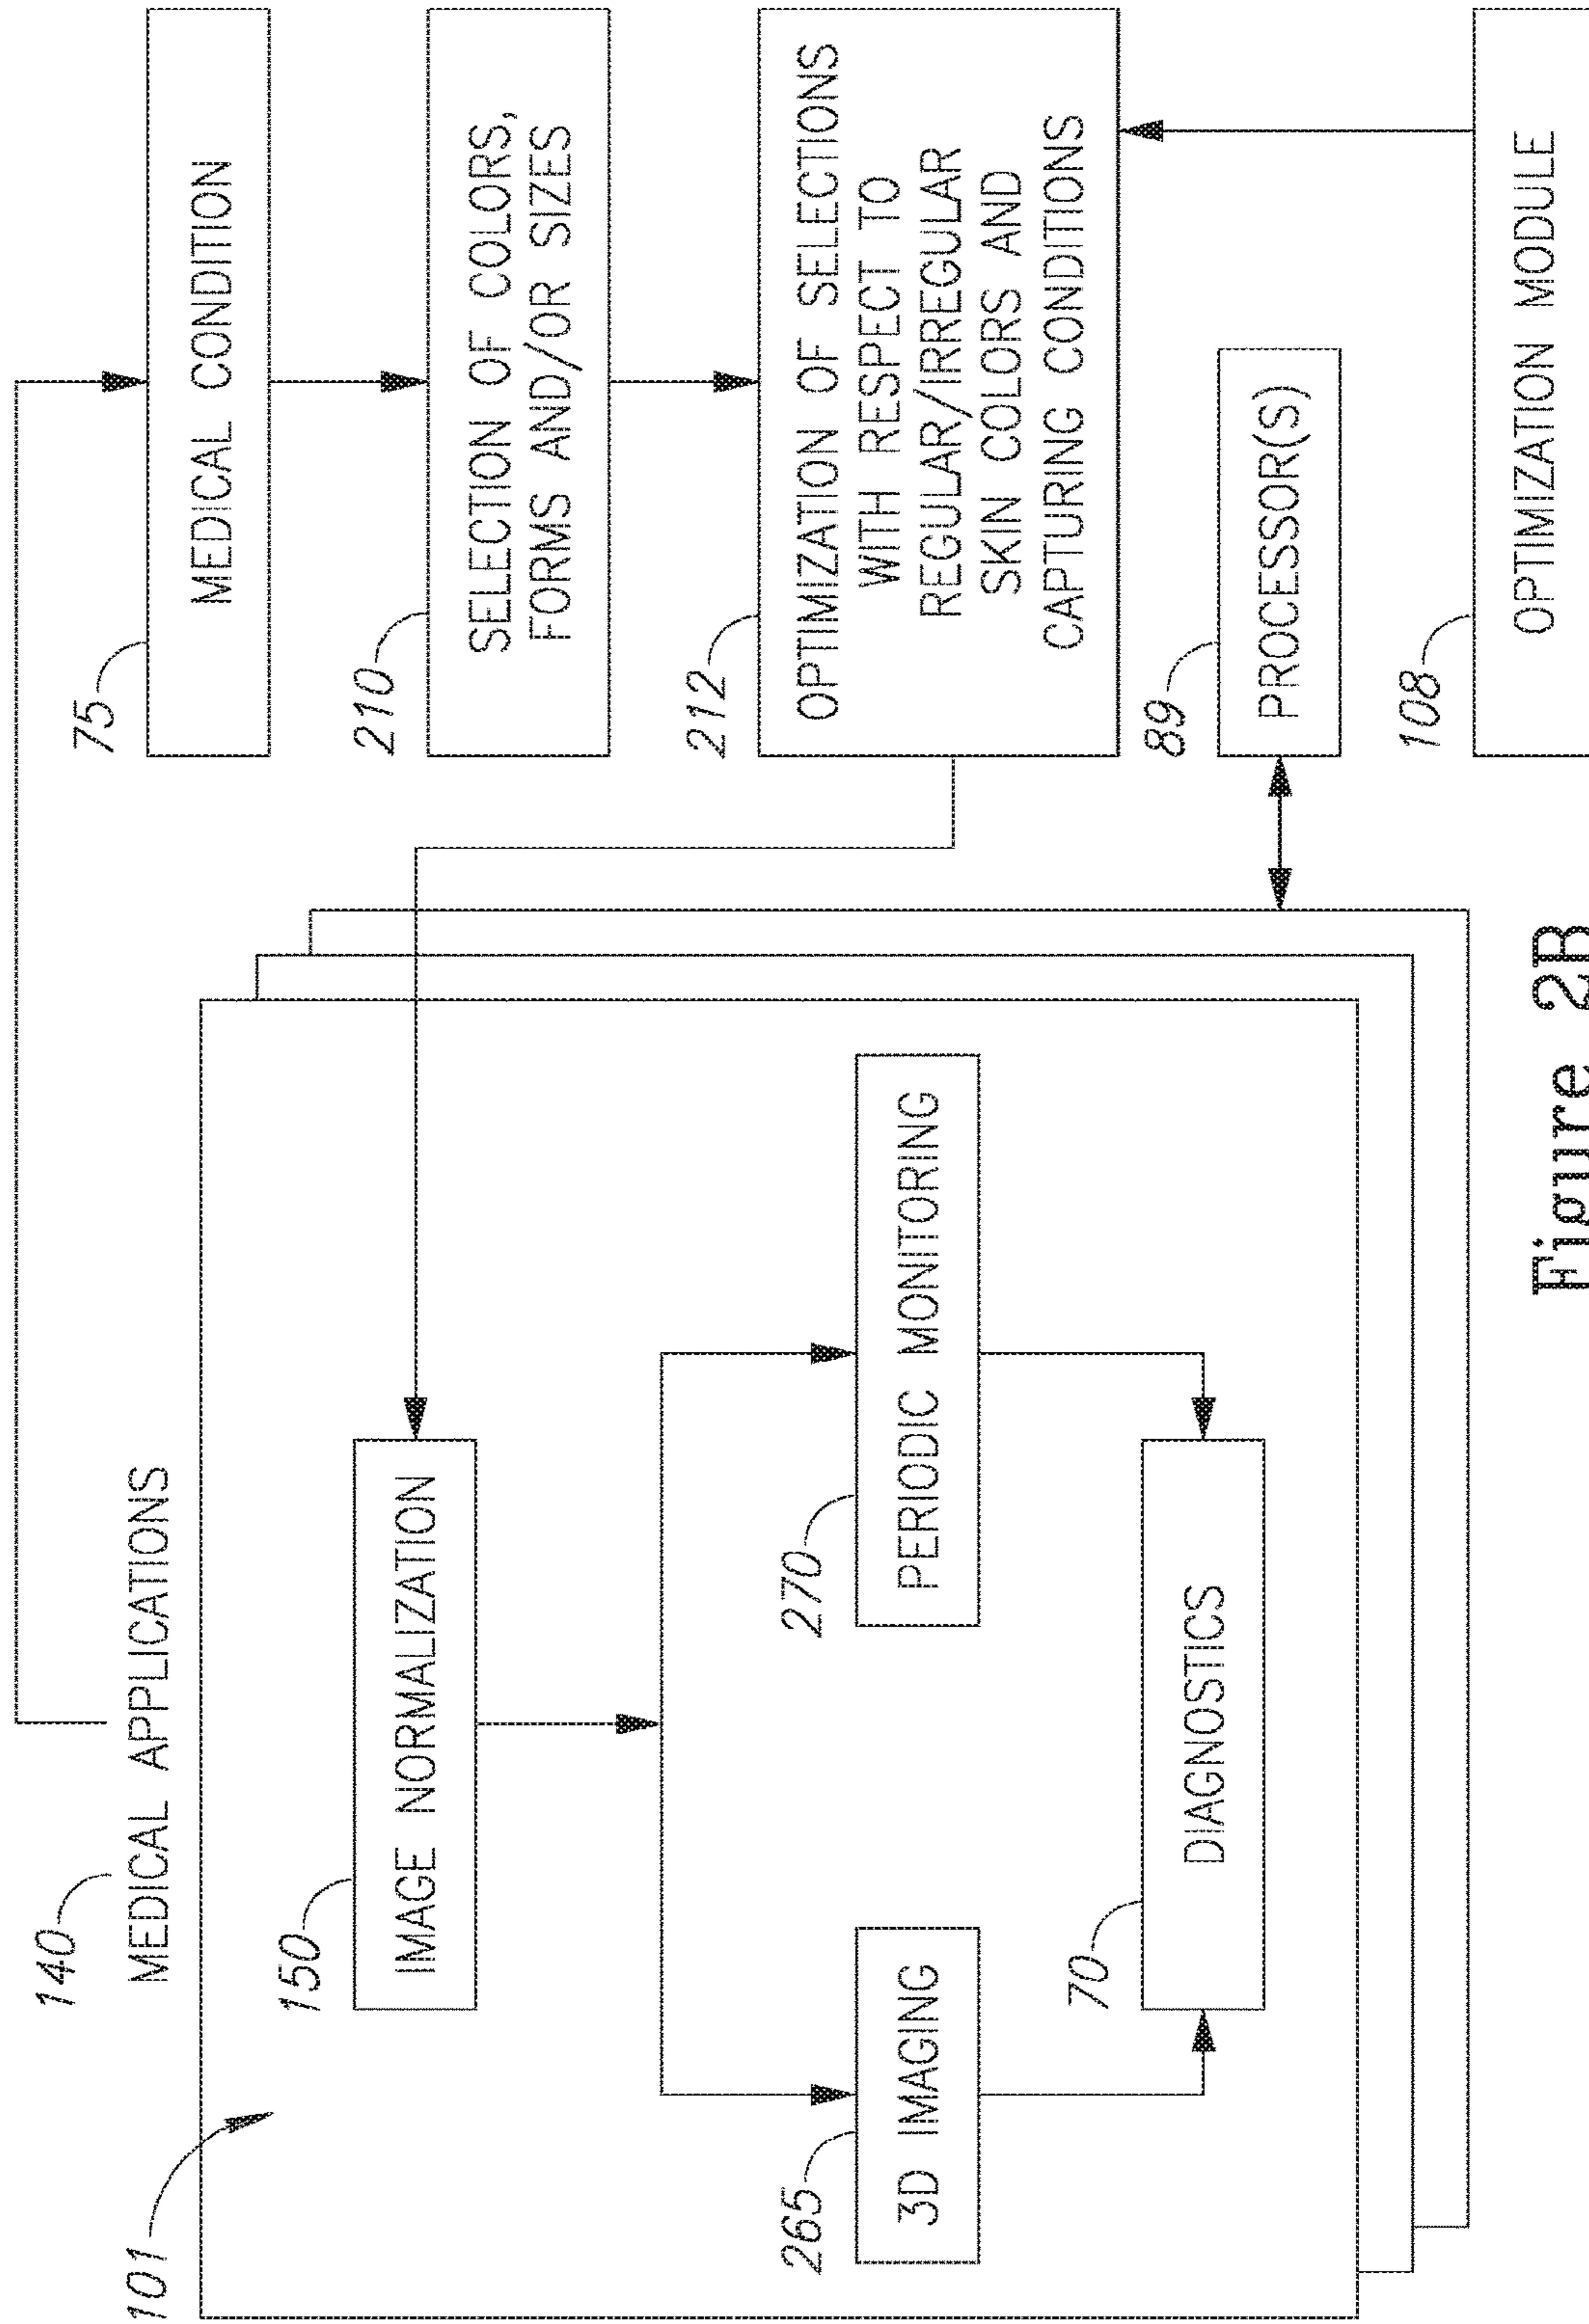 140
MEDICAL APPLICATIONS
101
150
IMAGE NORMALIZATION
265
3D IMAGING
270
PERIODIC MONITORING
70
DIAGNOSTICS
75
MEDICAL CONDITION
210
SELECTION OF COLORS,
FORMS AND/OR SIZES
212
OPTIMIZATION OF SELECTIONS
WITH RESPECT TO
REGULAR/IRREGULAR
SKIN COLORS AND
CAPTURING CONDITIONS
89
PROCESSOR(S)
108
OPTIMIZATION MODULE
Figure 2B